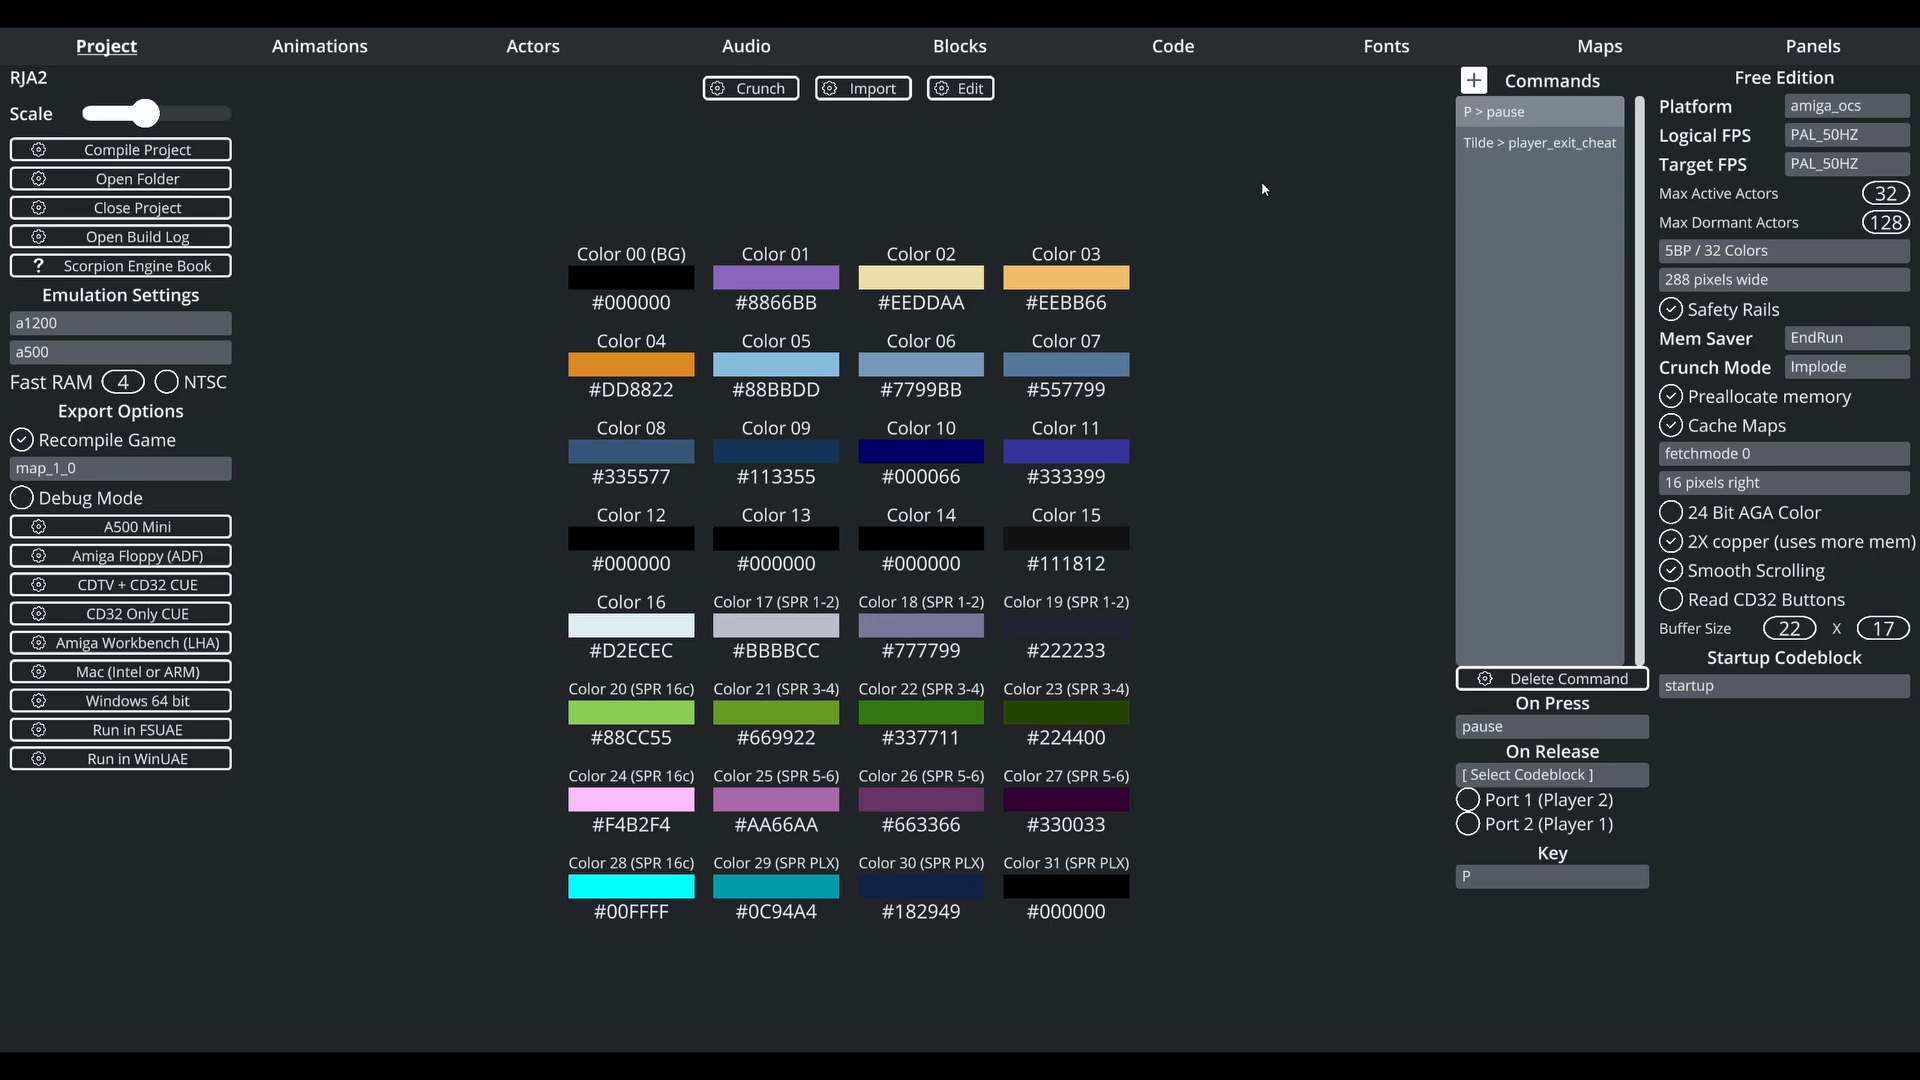 Project Animations Actors Audio Blocks Code Fonts Maps Panels
RJA2
Scale
Compile Project
Open Folder
Close Project
Open Build Log
? Scorpion Engine Book
Emulation Settings
a1200
a500
Fast RAM 4 NTSC
Export Options
Recompile Game
map_1_0
Debug Mode
A500 Mini
Amiga Floppy (ADF)
CDTV + CD32 CUE
CD32 Only CUE
Amiga Workbench (LHA)
Mac (Intel or ARM)
Windows 64 bit
Run in FSUAE
Run in WinUAE
Crunch Import Edit
Color 00 (BG) Color 01 Color 02 Color 03
#000000 #8866BB #EEDDAA #EEBB66
Color 04 Color 05 Color 06 Color 07
#DD8822 #88BBDD #7799BB #557799
Color 08 Color 09 Color 10 Color 11
#335577 #113355 #000066 #333399
Color 12 Color 13 Color 14 Color 15
#000000 #000000 #000000 #111812
Color 16 Color 17 (SPR 1-2) Color 18 (SPR 1-2) Color 19 (SPR 1-2)
#D2ECEC #BBBBCC #777799 #222233
Color 20 (SPR 16c) Color 21 (SPR 3-4) Color 22 (SPR 3-4) Color 23 (SPR 3-4)
#88CC55 #669922 #337711 #224400
Color 24 (SPR 16c) Color 25 (SPR 5-6) Color 26 (SPR 5-6) Color 27 (SPR 5-6)
#F4B2F4 #AA66AA #663366 #330033
Color 28 (SPR 16c) Color 29 (SPR PLX) Color 30 (SPR PLX) Color 31 (SPR PLX)
#00FFFF #0C94A4 #182949 #000000
+ Commands
P > pause
Tilde > player_exit_cheat
Delete Command
On Press
pause
On Release
[ Select Codeblock ]
Port 1 (Player 2)
Port 2 (Player 1)
Key
P
Free Edition
Platform amiga_ocs
Logical FPS PAL_50HZ
Target FPS PAL_50HZ
Max Active Actors 32
Max Dormant Actors 128
5BP / 32 Colors
288 pixels wide
Safety Rails
Mem Saver EndRun
Crunch Mode Implode
Preallocate memory
Cache Maps
fetchmode 0
16 pixels right
24 Bit AGA Color
2X copper (uses more mem)
Smooth Scrolling
Read CD32 Buttons
Buffer Size 22 X 17
Startup Codeblock
startup